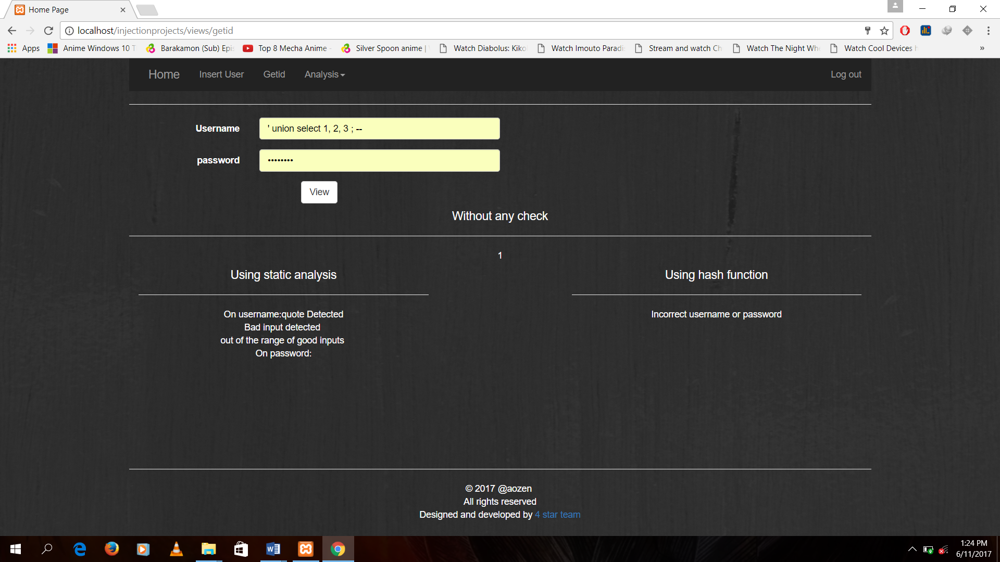 Home Page
localhost/injectionprojects/views/getid
Apps Anime Windows 10 T Barakamon (Sub) Epis Top 8 Mecha Anime - Silver Spoon anime | Watch Diabolus: Kiko Watch Imouto Paradi Stream and watch Ch Watch The Night Whe Watch Cool Devices h »
Home Insert User Getid Analysis Log out
Username ' union select 1, 2, 3 ; --
password ••••••••
View
Without any check
1
Using static analysis
On username:quote Detected
Bad input detected
out of the range of good inputs
On password:
Using hash function
Incorrect username or password
© 2017 @aozen
All rights reserved
Designed and developed by 4 star team
1:24 PM
6/11/2017